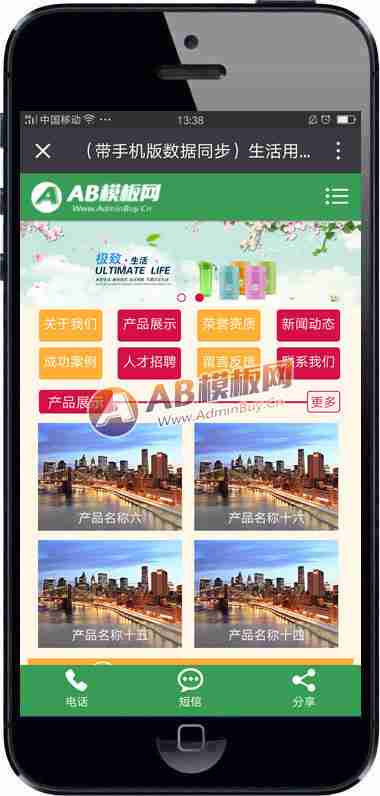 中国移动 ··· 13:38
（带手机版数据同步）生活用...
AB模板网
Www.AdminBuy.Cn
极致·生活
ULTIMATE LIFE
关于我们 产品展示 荣誉资质 新闻动态
成功案例 人才招聘 留言反馈 联系我们
AB模板网
Www.AdminBuy.Cn
产品展示 更多
产品名称六 产品名称十六
产品名称十五 产品名称十四
电话 短信 分享